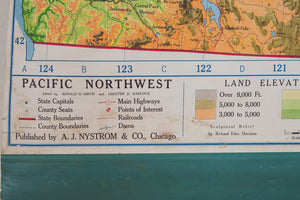 42
A 124 B 123 C 122 D 121
PACIFIC NORTHWEST
Edited by RONALD D. SMITH and CHESTER E. BABCOCK
State Capitals
Main Highways
County Seats
Points of Interest
State Boundaries
Railroads
County Boundaries
Dams
Published by A. J. NYSTROM & CO., Chicago
LAND ELEVAT
Over 8,000 Ft.
5,000 to 8,000
3,000 to 5,000
Sculptural Relief
by Richard Edes Harrison